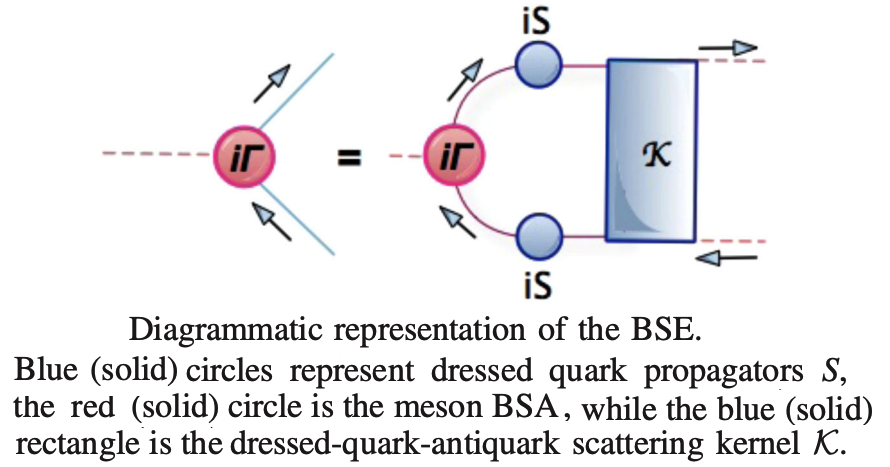 iS
iΓ = iΓ K
iS
Diagrammatic representation of the BSE.
Blue (solid) circles represent dressed quark propagators S,
the red (solid) circle is the meson BSA, while the blue (solid)
rectangle is the dressed-quark-antiquark scattering kernel K.